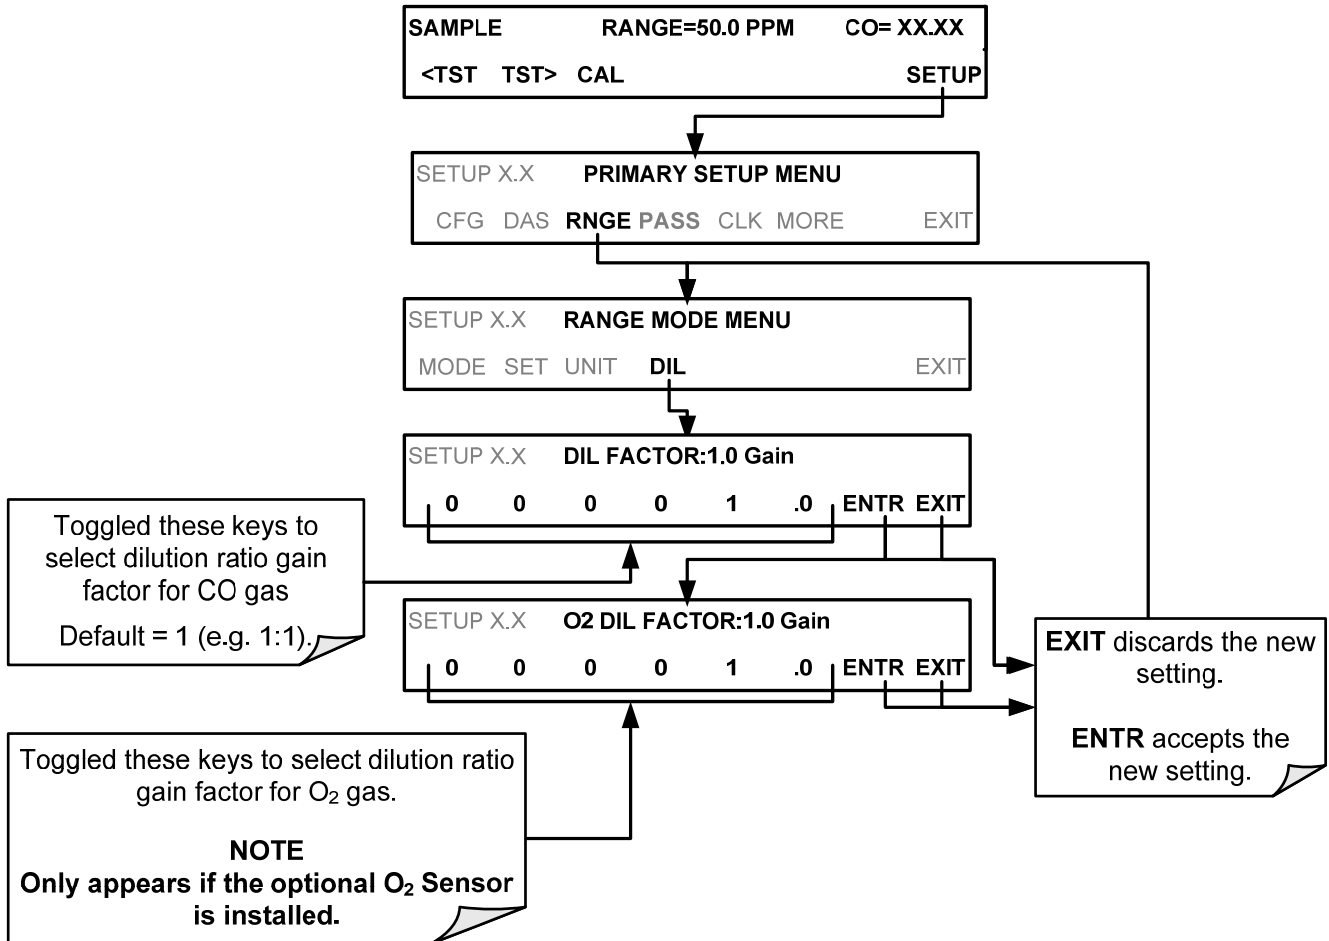 SAMPLE RANGE=50.0 PPM CO= XX.XX
<TST TST> CAL SETUP
SETUP X.X PRIMARY SETUP MENU
CFG DAS RNGE PASS CLK MORE EXIT
SETUP X.X RANGE MODE MENU
MODE SET UNIT DIL EXIT
SETUP X.X DIL FACTOR:1.0 Gain
0 0 0 0 1 .0 ENTR EXIT
Toggled these keys to
select dilution ratio gain
factor for CO gas
Default = 1 (e.g. 1:1).
SETUP X.X O2 DIL FACTOR:1.0 Gain
0 0 0 0 1 .0 ENTR EXIT
EXIT discards the new
setting.
ENTR accepts the
new setting.
Toggled these keys to select dilution ratio
gain factor for O₂ gas.
NOTE
Only appears if the optional O₂ Sensor
is installed.